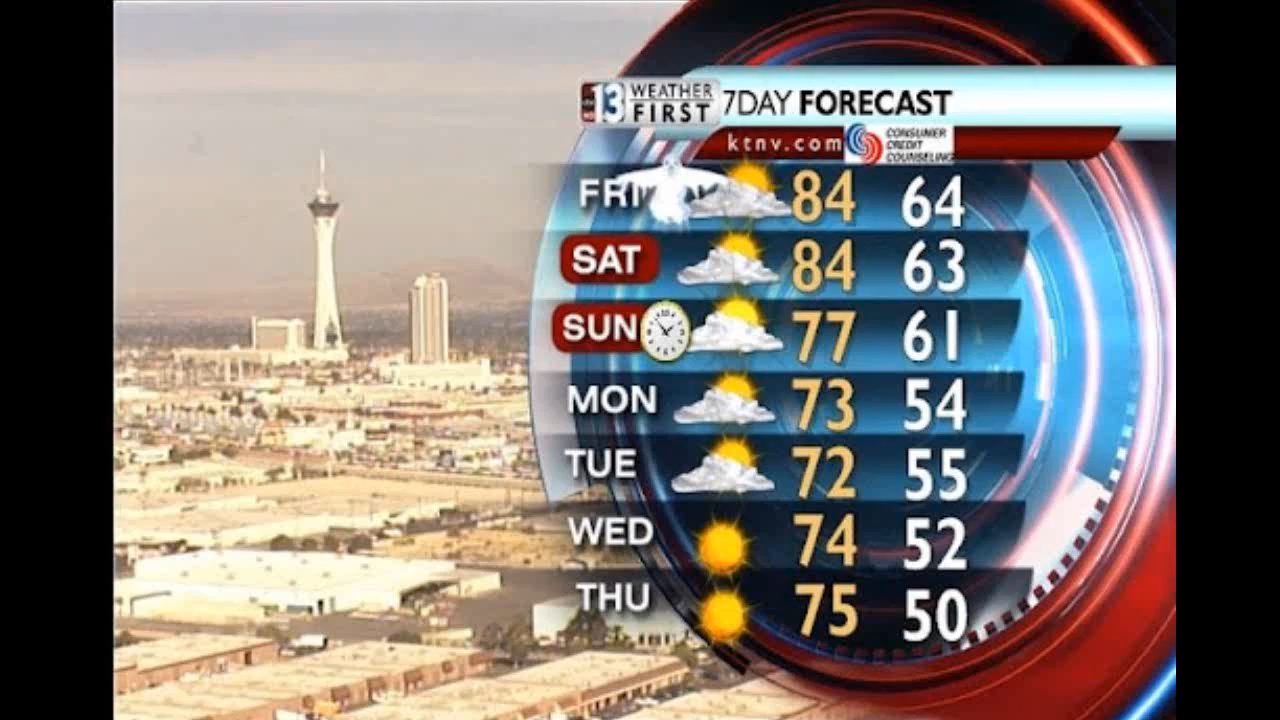 13 WEATHER FIRST 7DAY FORECAST
ktnv.com CONSUMER CREDIT COUNSELING
FRI 84 64
SAT 84 63
SUN 77 61
MON 73 54
TUE 72 55
WED 74 52
THU 75 50